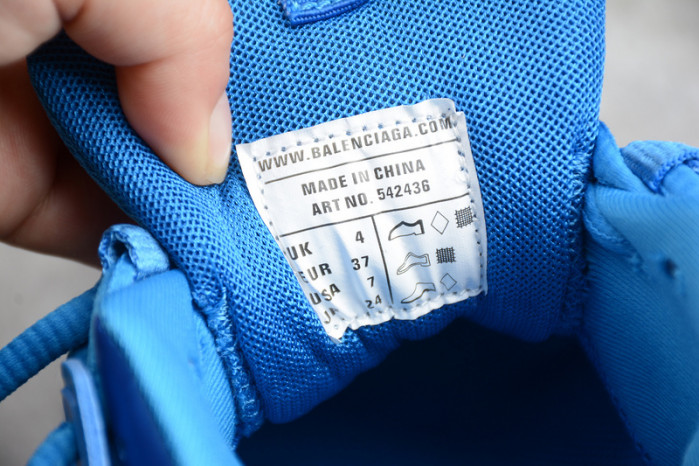 WWW.BALENCIAGA.COM
MADE IN CHINA
ART NO. 542436
UK 4
EUR 37
USA 7
24